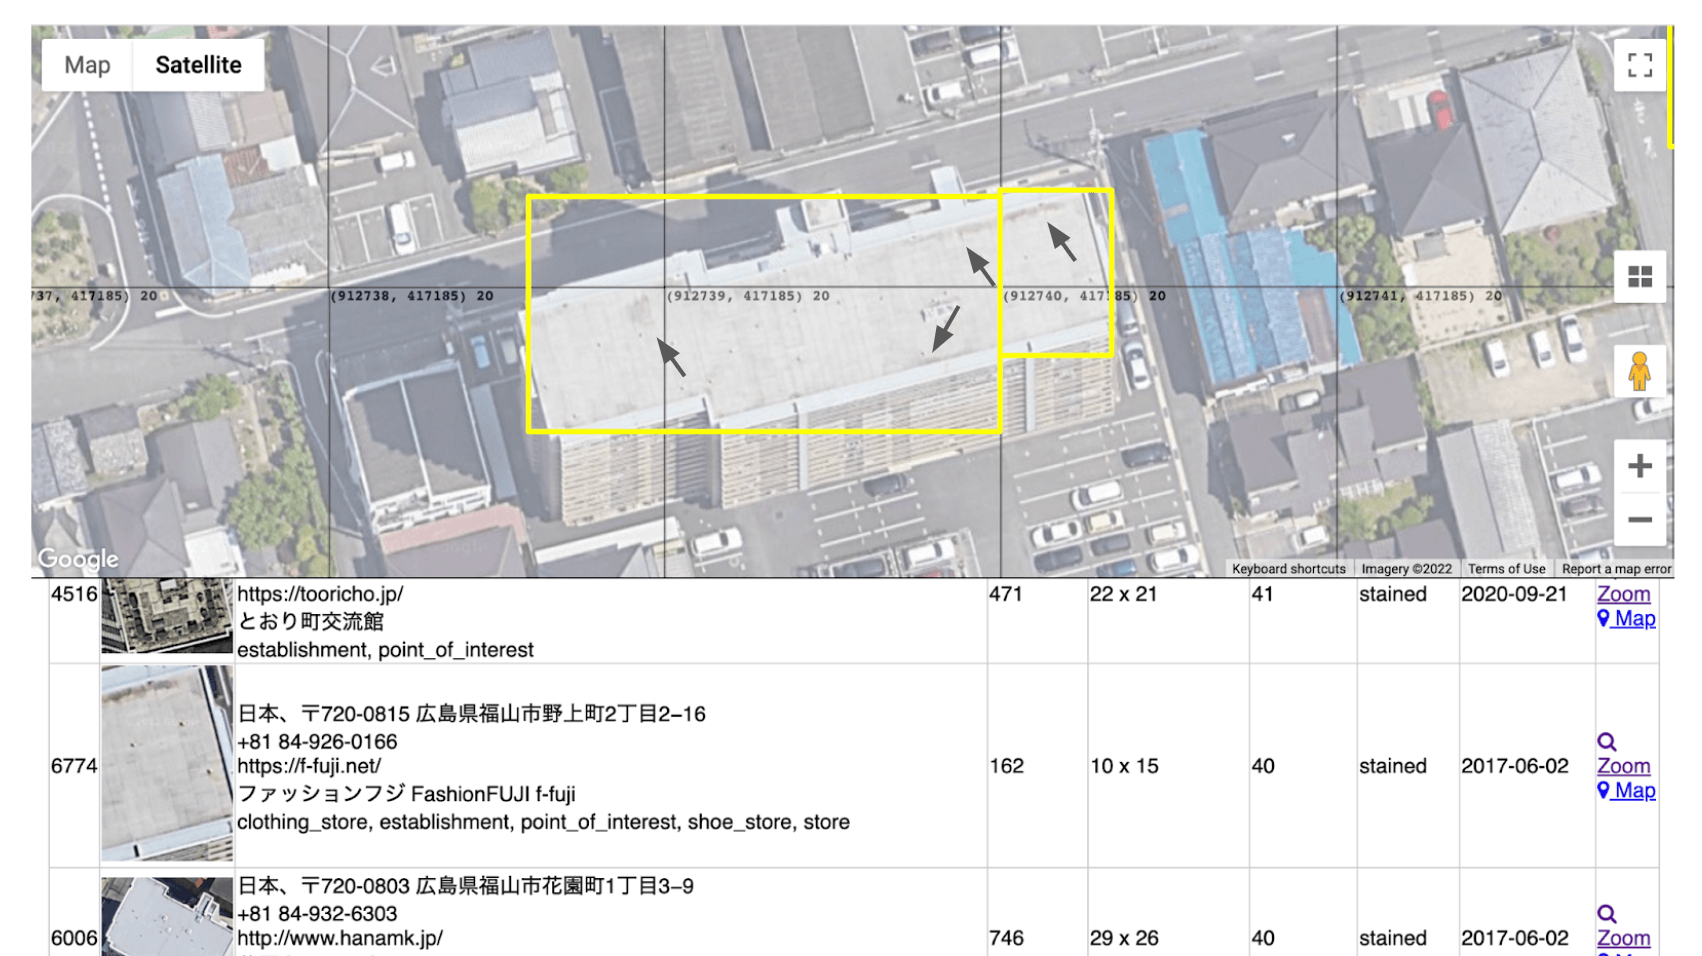 Map
Satellite
737, 417185) 20
(912738, 417185) 20
(912739, 417185) 20
(912740, 417185) 20
(912741, 417185) 20
Google
Keyboard shortcuts
Imagery ©2022
Terms of Use
Report a map error
4516
https://tooricho.jp/
とおり町交流館
establishment, point_of_interest
471
22 x 21
41
stained
2020-09-21
Zoom
Map
6774
日本、〒720-0815 広島県福山市野上町2丁目2−16
+81 84-926-0166
https://f-fuji.net/
ファッションフジ FashionFUJI f-fuji
clothing_store, establishment, point_of_interest, shoe_store, store
162
10 x 15
40
stained
2017-06-02
Zoom
Map
6006
日本、〒720-0803 広島県福山市花園町1丁目3−9
+81 84-932-6303
http://www.hanamk.jp/
746
29 x 26
40
stained
2017-06-02
Zoom